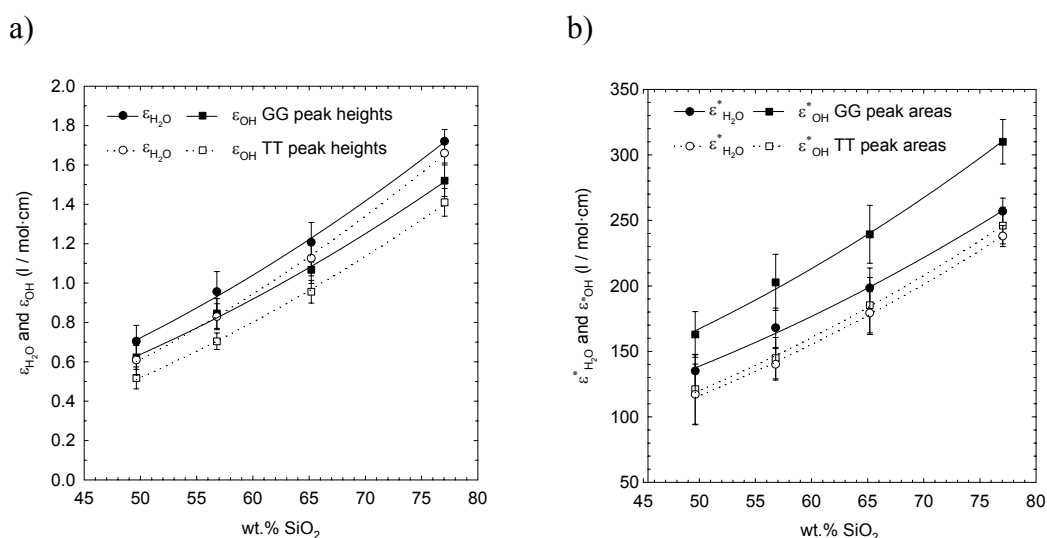 a)
b)
2.0
1.8
1.6
1.4
1.2
1.0
0.8
0.6
0.4
0.2
0.0
ε_H₂O ε_OH GG peak heights
ε_H₂O ε_OH TT peak heights
ε_H₂O and ε_OH (l / mol·cm)
45 50 55 60 65 70 75 80
wt.% SiO₂
350
300
250
200
150
100
50
ε*_H₂O ε*_OH GG peak areas
ε*_H₂O ε*_OH TT peak areas
ε*_H₂O and ε*_OH (l / mol·cm)
45 50 55 60 65 70 75 80
wt.% SiO₂